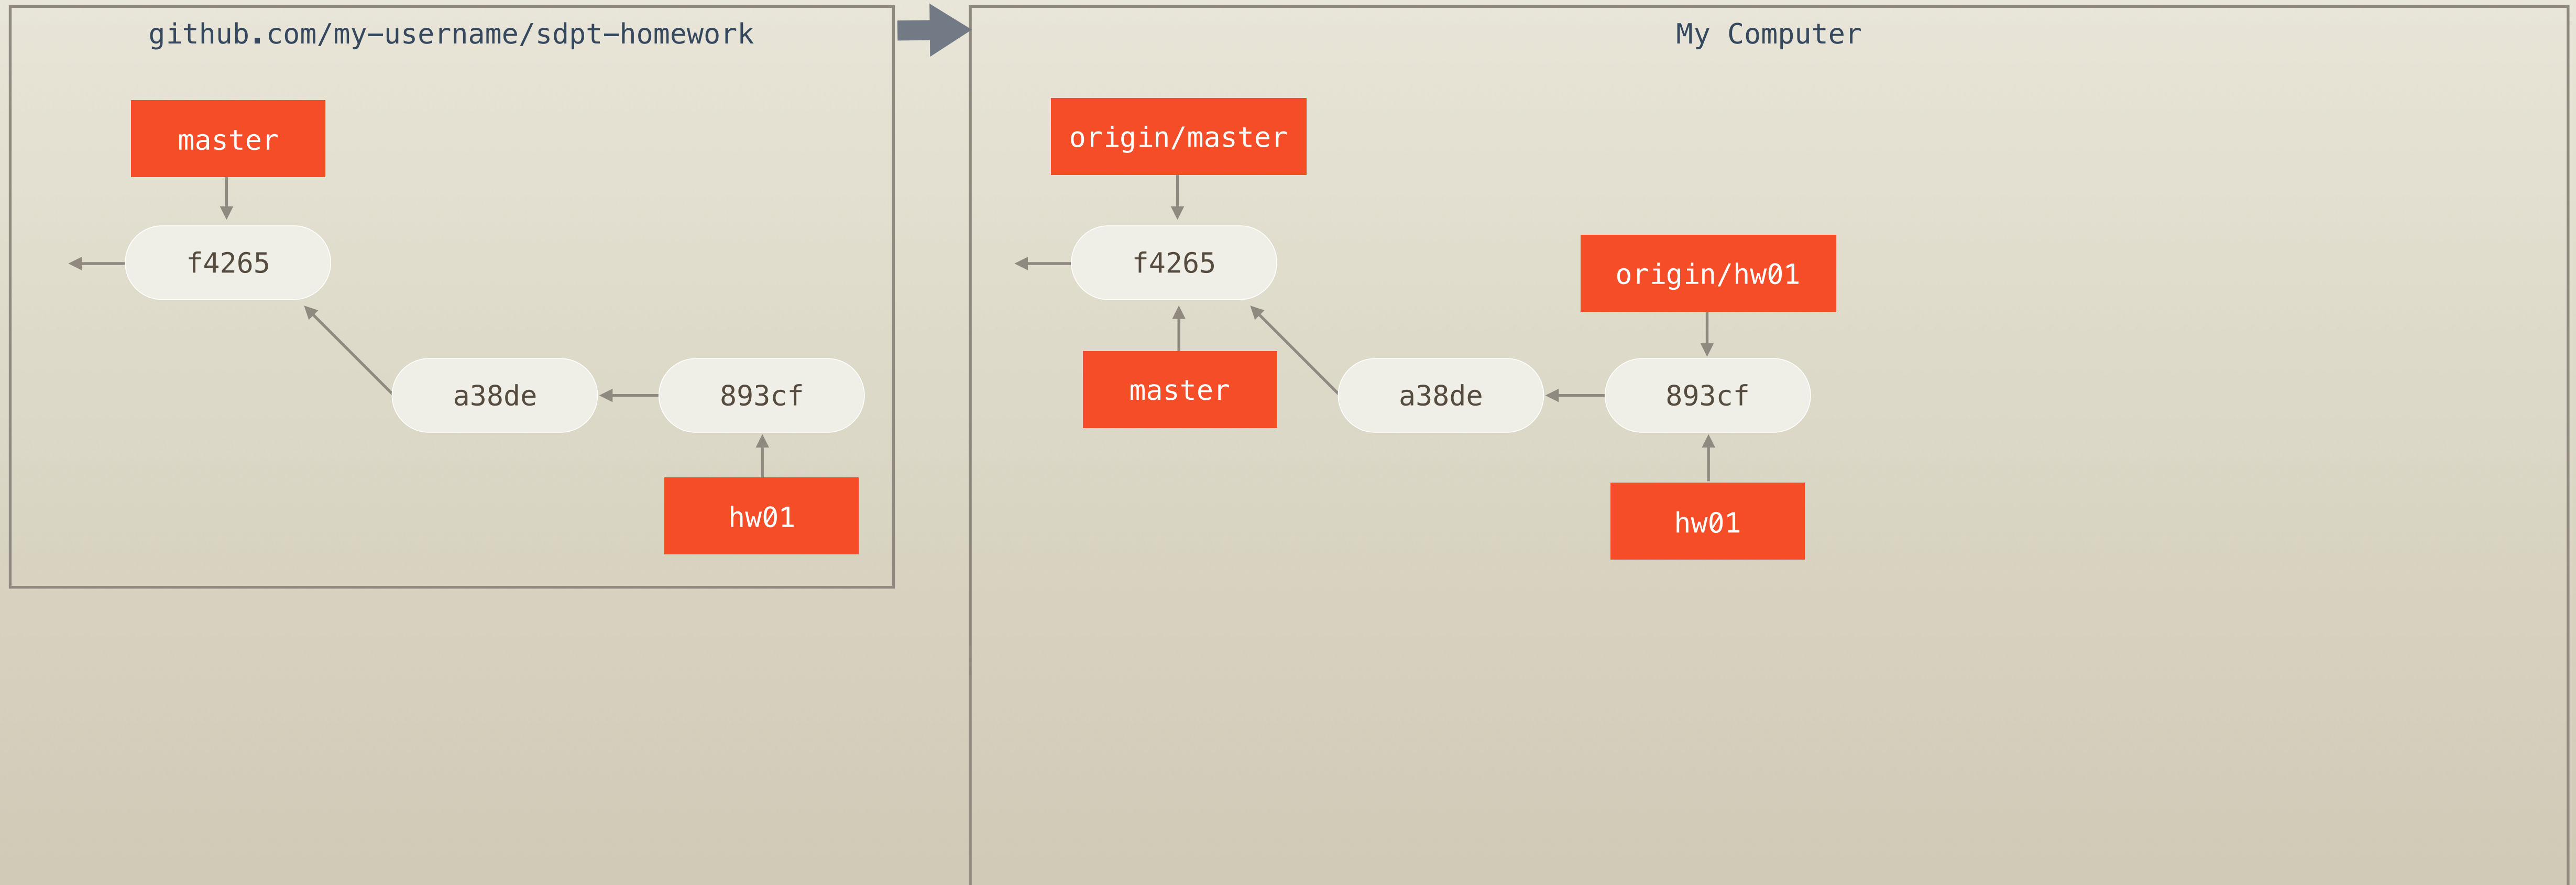 github.com/my-username/sdpt-homework
master
f4265
a38de
893cf
hw01
My Computer
origin/master
f4265
origin/hw01
master
a38de
893cf
hw01